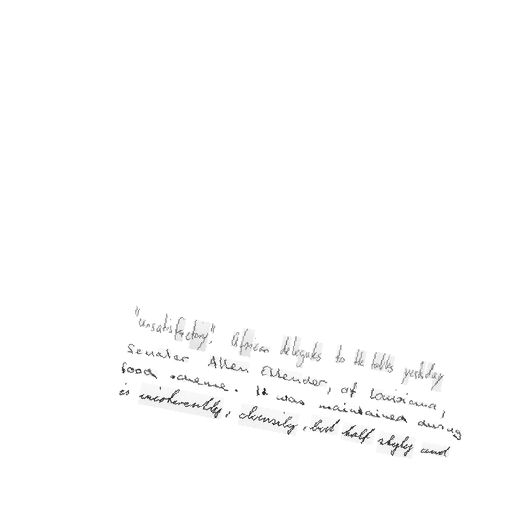 "unsatisfactory." African delegates to the talks yesterday
Senator Allen Ellender, of Louisiana,
food scheme. It was maintained during
is incoherently, clumsily, but half slyly and